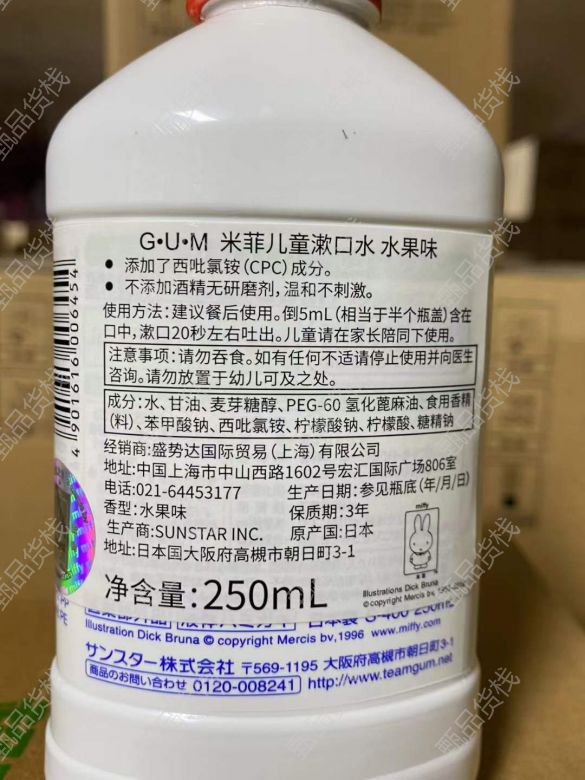 G·U·M 米菲儿童漱口水 水果味
• 添加了西吡氯铵(CPC)成分。
• 不添加酒精无研磨剂,温和不刺激。
使用方法:建议餐后使用。倒5mL(相当于半个瓶盖)含在
口中,漱口20秒左右吐出。儿童请在家长陪同下使用。
注意事项:请勿吞食。如有任何不适请停止使用并向医生
咨询。请勿放置于幼儿可及之处。
成分:水、甘油、麦芽糖醇、PEG-60 氢化蓖麻油、食用香精
(料)、苯甲酸钠、西吡氯铵、柠檬酸钠、柠檬酸、糖精钠
经销商:盛势达国际贸易(上海)有限公司
地址:中国上海市中山西路1602号宏汇国际广场806室
电话:021-64453177
生产日期:参见瓶底(年/月/日)
香型:水果味
保质期:3年
生产商:SUNSTAR INC.
原产国:日本
地址:日本国大阪府高槻市朝日町3-1
净含量:250mL
miffy
Illustrations Dick Bruna
© copyright Mercis bv,
4 901616 006454
Illustration Dick Bruna © copyright Mercis bv,1996 www.miffy.com
サンスター株式会社 〒569-1195 大阪府高槻市朝日町3-1
商品のお問い合わせ 0120-008241 http://www.teamgum.net
甄品货栈